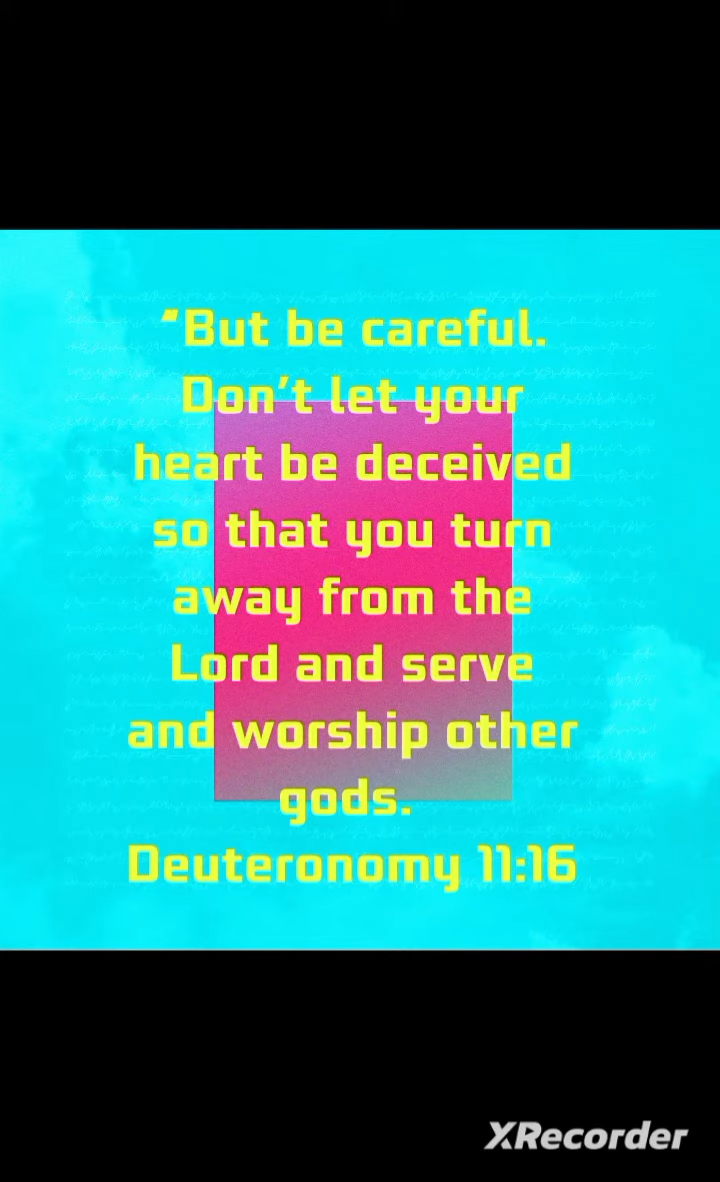 “But be careful.
Don’t let your
heart be deceived
so that you turn
away from the
Lord and serve
and worship other
gods.
Deuteronomy 11:16
XRecorder